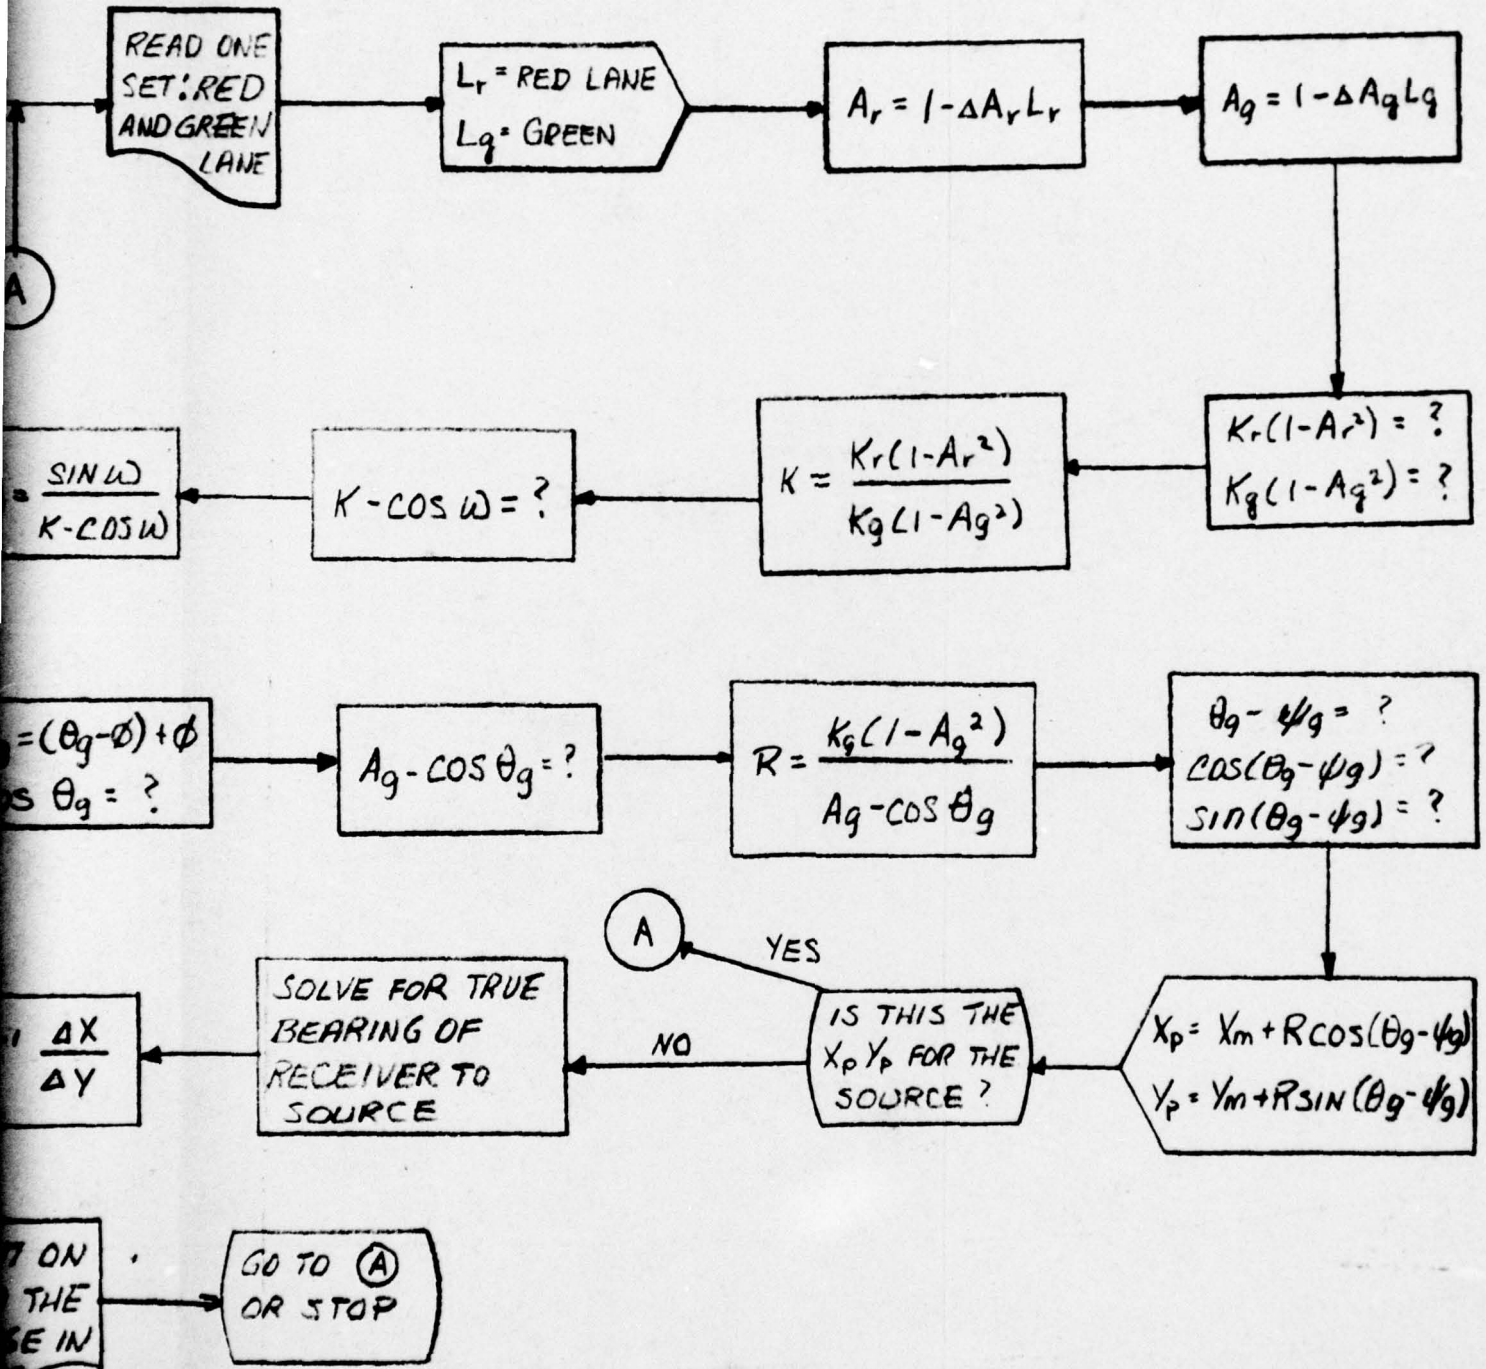 READ ONE
SET: RED
AND GREEN
LANE
Lr = RED LANE
Lg = GREEN
Ar = 1-ΔArLr
Ag = 1-ΔAgLg
A
Kr(1-Ar²) = ?
Kg(1-Ag²) = ?
K = Kr(1-Ar²) / Kg(1-Ag²)
K-COS ω = ?
= SIN ω / K-COS ω
= (θg-Ø) + Ø
θg = ?
Ag - COS θg = ?
R = Kg(1-Ag²) / Ag-COS θg
θg - ψg = ?
cos(θg-ψg) = ?
sin(θg-ψg) = ?
Xp = Xm + R COS(θg-ψg)
Yp = Ym + R SIN(θg-ψg)
IS THIS THE
Xp Yp FOR THE
SOURCE ?
YES
A
NO
SOLVE FOR TRUE
BEARING OF
RECEIVER TO
SOURCE
ΔX / ΔY
ON
THE
IN
GO TO A
OR STOP